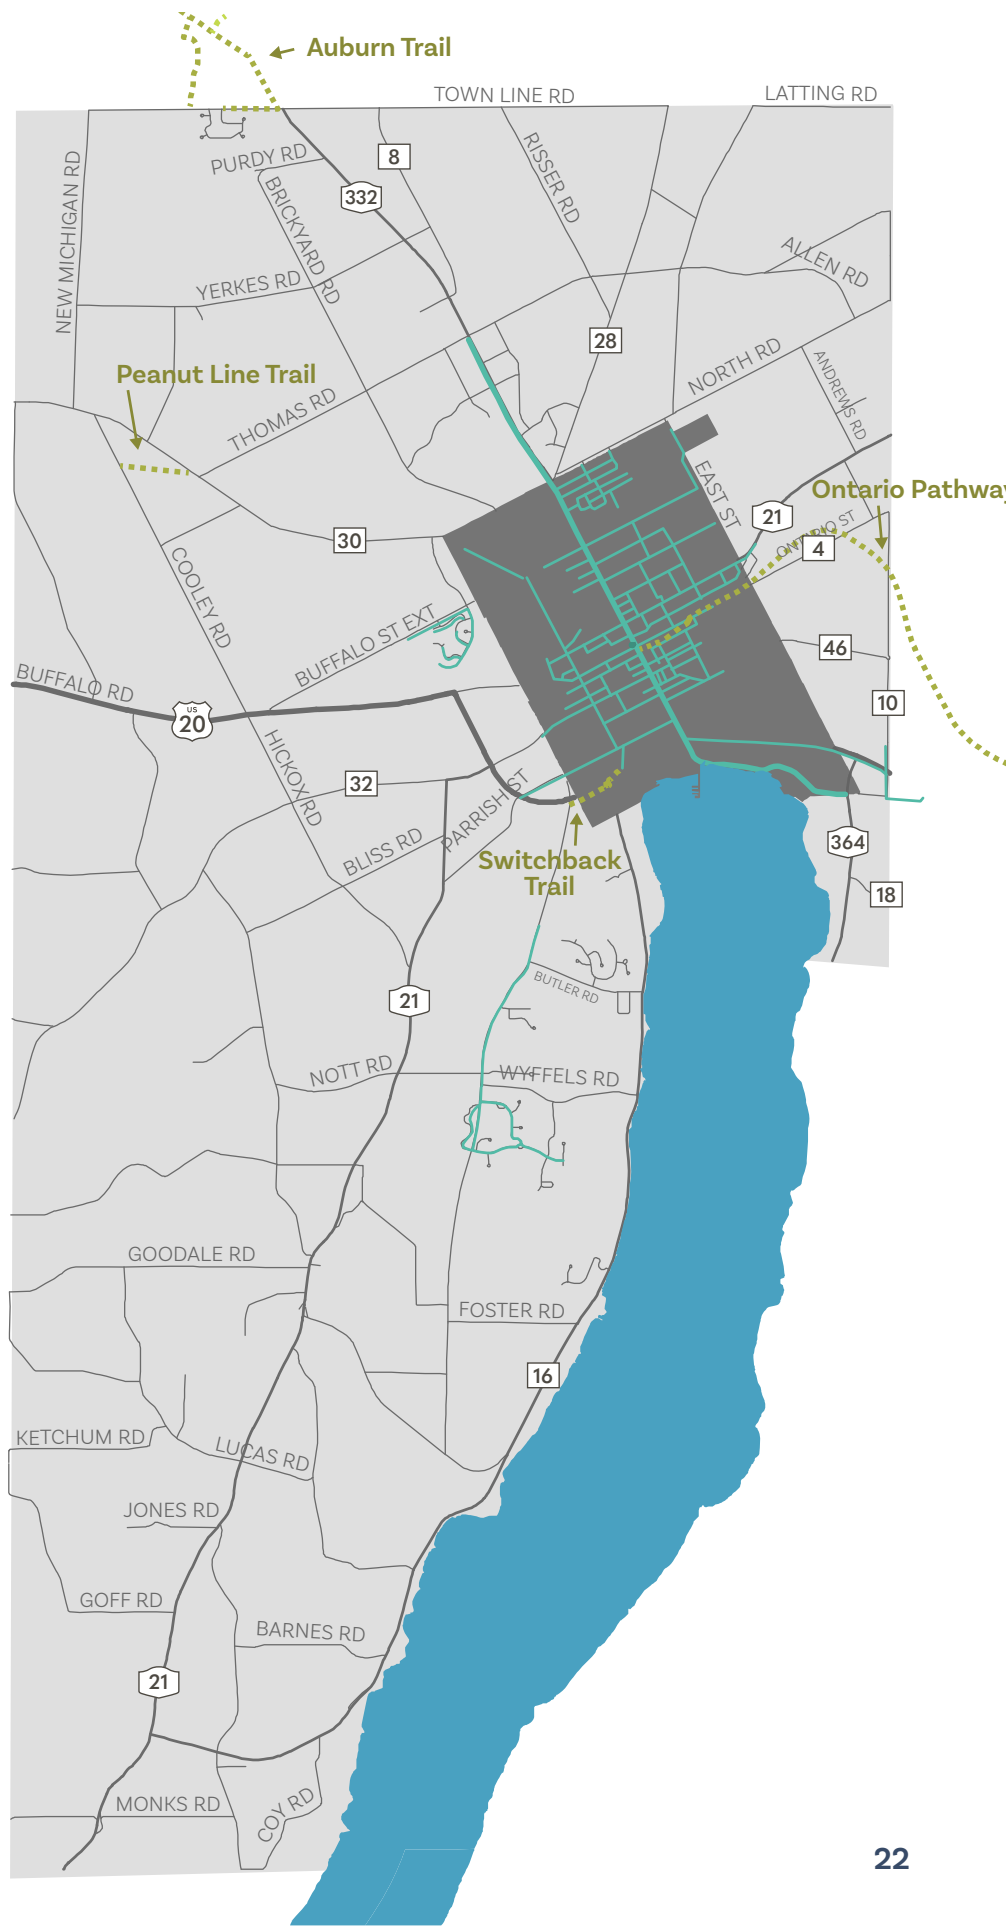 Auburn Trail
TOWN LINE RD
LATTING RD
PURDY RD
8
RISSER RD
332
NEW MICHIGAN RD
BRICKYARD RD
ALLEN RD
YERKES RD
28
NORTH RD
Peanut Line Trail
ANDREWS RD
THOMAS RD
EAST ST
Ontario Pathway
21
ONTARIO ST
4
30
COOLEY RD
BUFFALO ST EXT
46
BUFFALO RD
US
20
10
HICKOX RD
32
PARRISH ST
BLISS RD
Switchback
Trail
364
18
BUTLER RD
21
NOTT RD
WYFFELS RD
GOODALE RD
FOSTER RD
16
KETCHUM RD
LUCAS RD
JONES RD
GOFF RD
BARNES RD
21
MONKS RD
COY RD
22